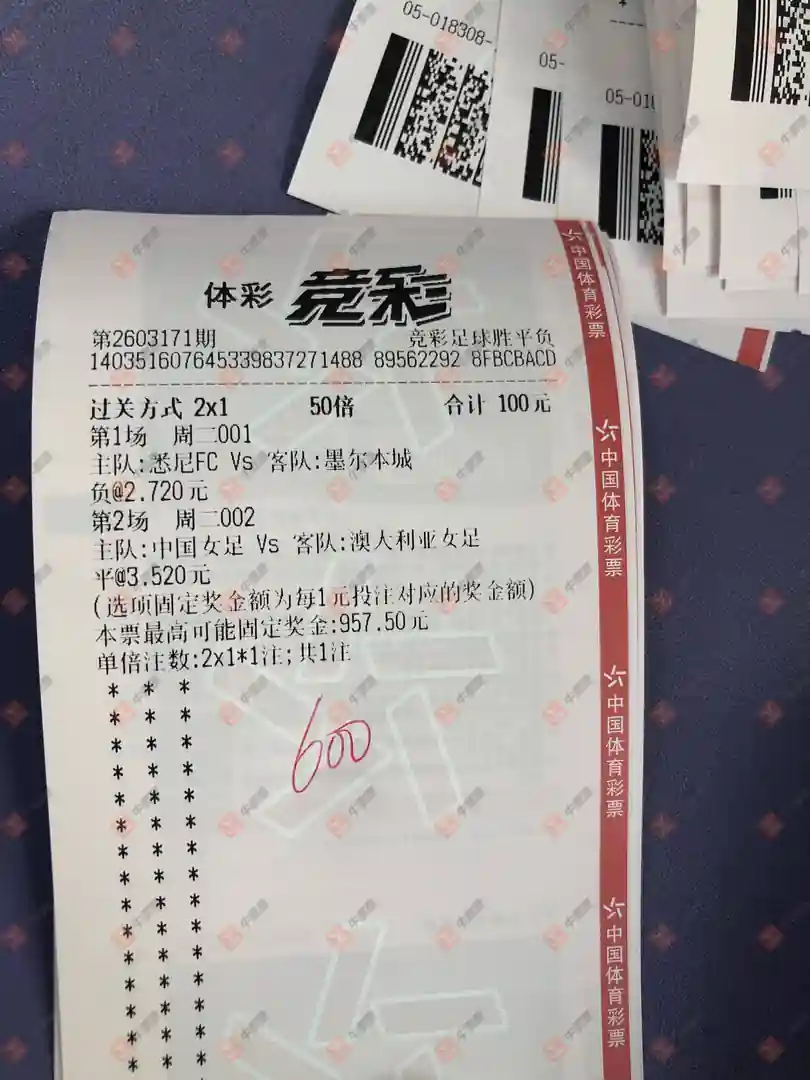 05-018308-
05-
05-018
体彩 竞彩
第2603171期 竞彩足球胜平负
140351607645339837271488 89562292 8FBCBACD
过关方式 2x1 50倍 合计 100元
第1场 周二001
主队:悉尼FC Vs 客队:墨尔本城
负@2.720元
第2场 周二002
主队:中国女足 Vs 客队:澳大利亚女足
平@3.520元
(选项固定奖金额为每1元投注对应的奖金额)
本票最高可能固定奖金:957.50元
单倍注数:2x1*1注;共1注
600
中国体育彩票
中国体育彩票
中国体育彩票
中国体育彩票